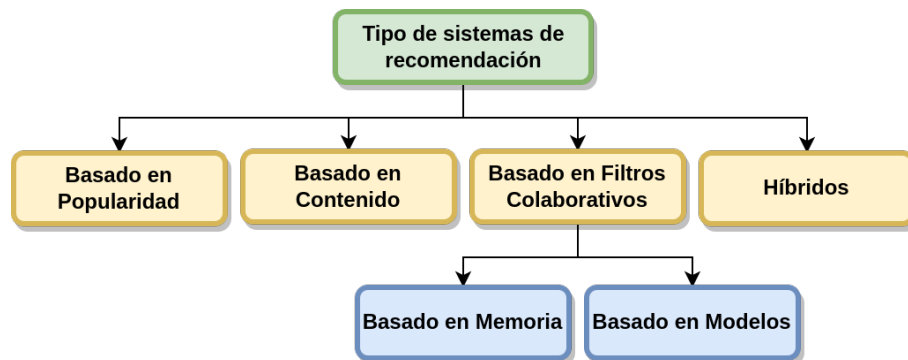 Tipo de sistemas de
recomendación
Basado en
Popularidad
Basado en
Contenido
Basado en Filtros
Colaborativos
Híbridos
Basado en Memoria
Basado en Modelos